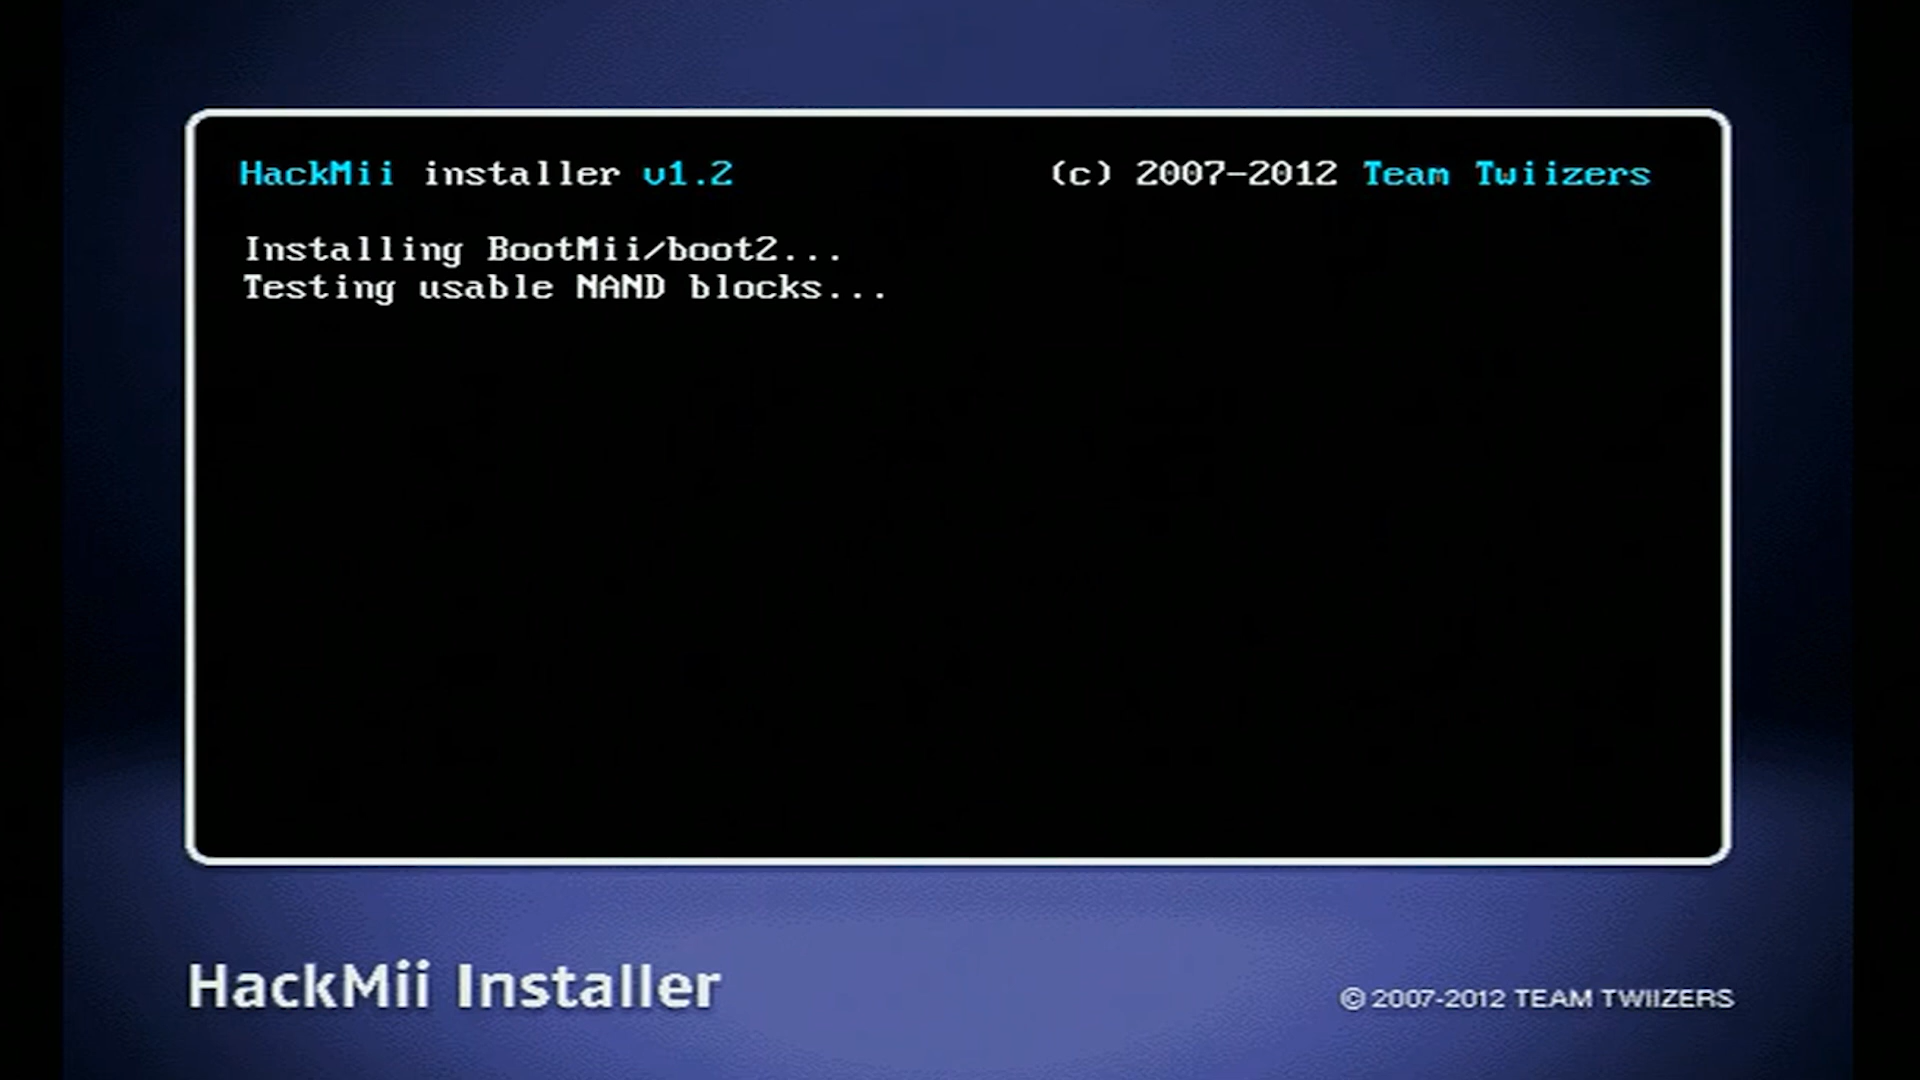 HackMii installer v1.2 (c) 2007-2012 Team Twiizers
Installing BootMii/boot2...
Testing usable NAND blocks...
HackMii Installer © 2007-2012 TEAM TWIIZERS